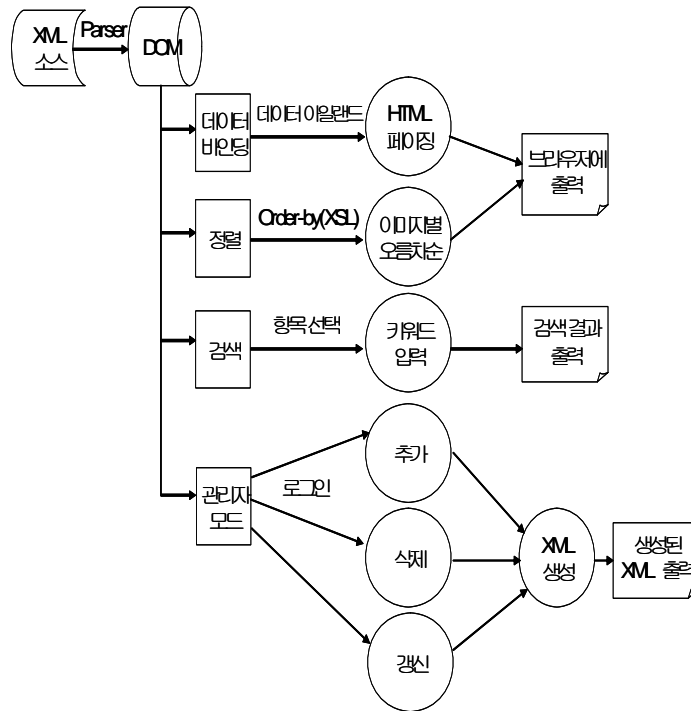 XML
소스
Parser
DOM
데이터
바인딩
데이터 아일랜드
HTML
페이징
브라우저에
출력
정렬
Order-by(XSL)
이미지별
오름차순
검색
항목 선택
키워드
입력
검색 결과
출력
관리자
모드
로그인
추가
삭제
갱신
XML
생성
생성된
XML 출력